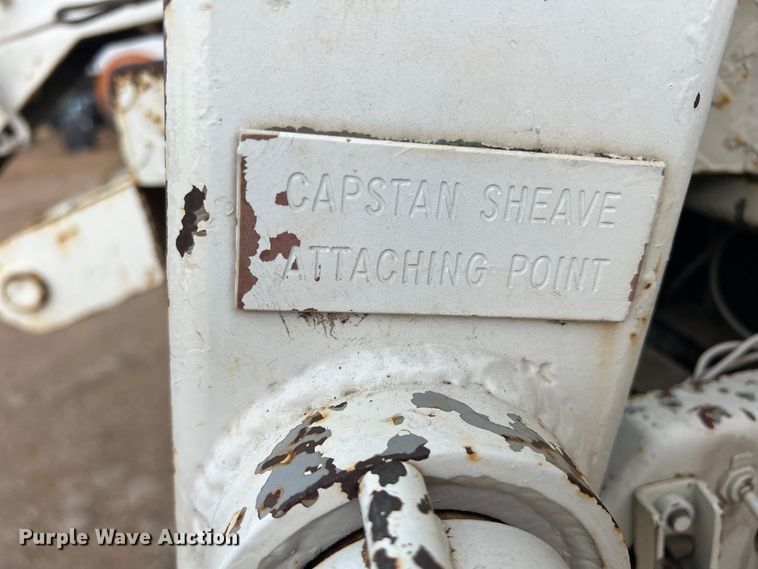 CAPSTAN SHEAVE
ATTACHING POINT
Purple Wave Auction